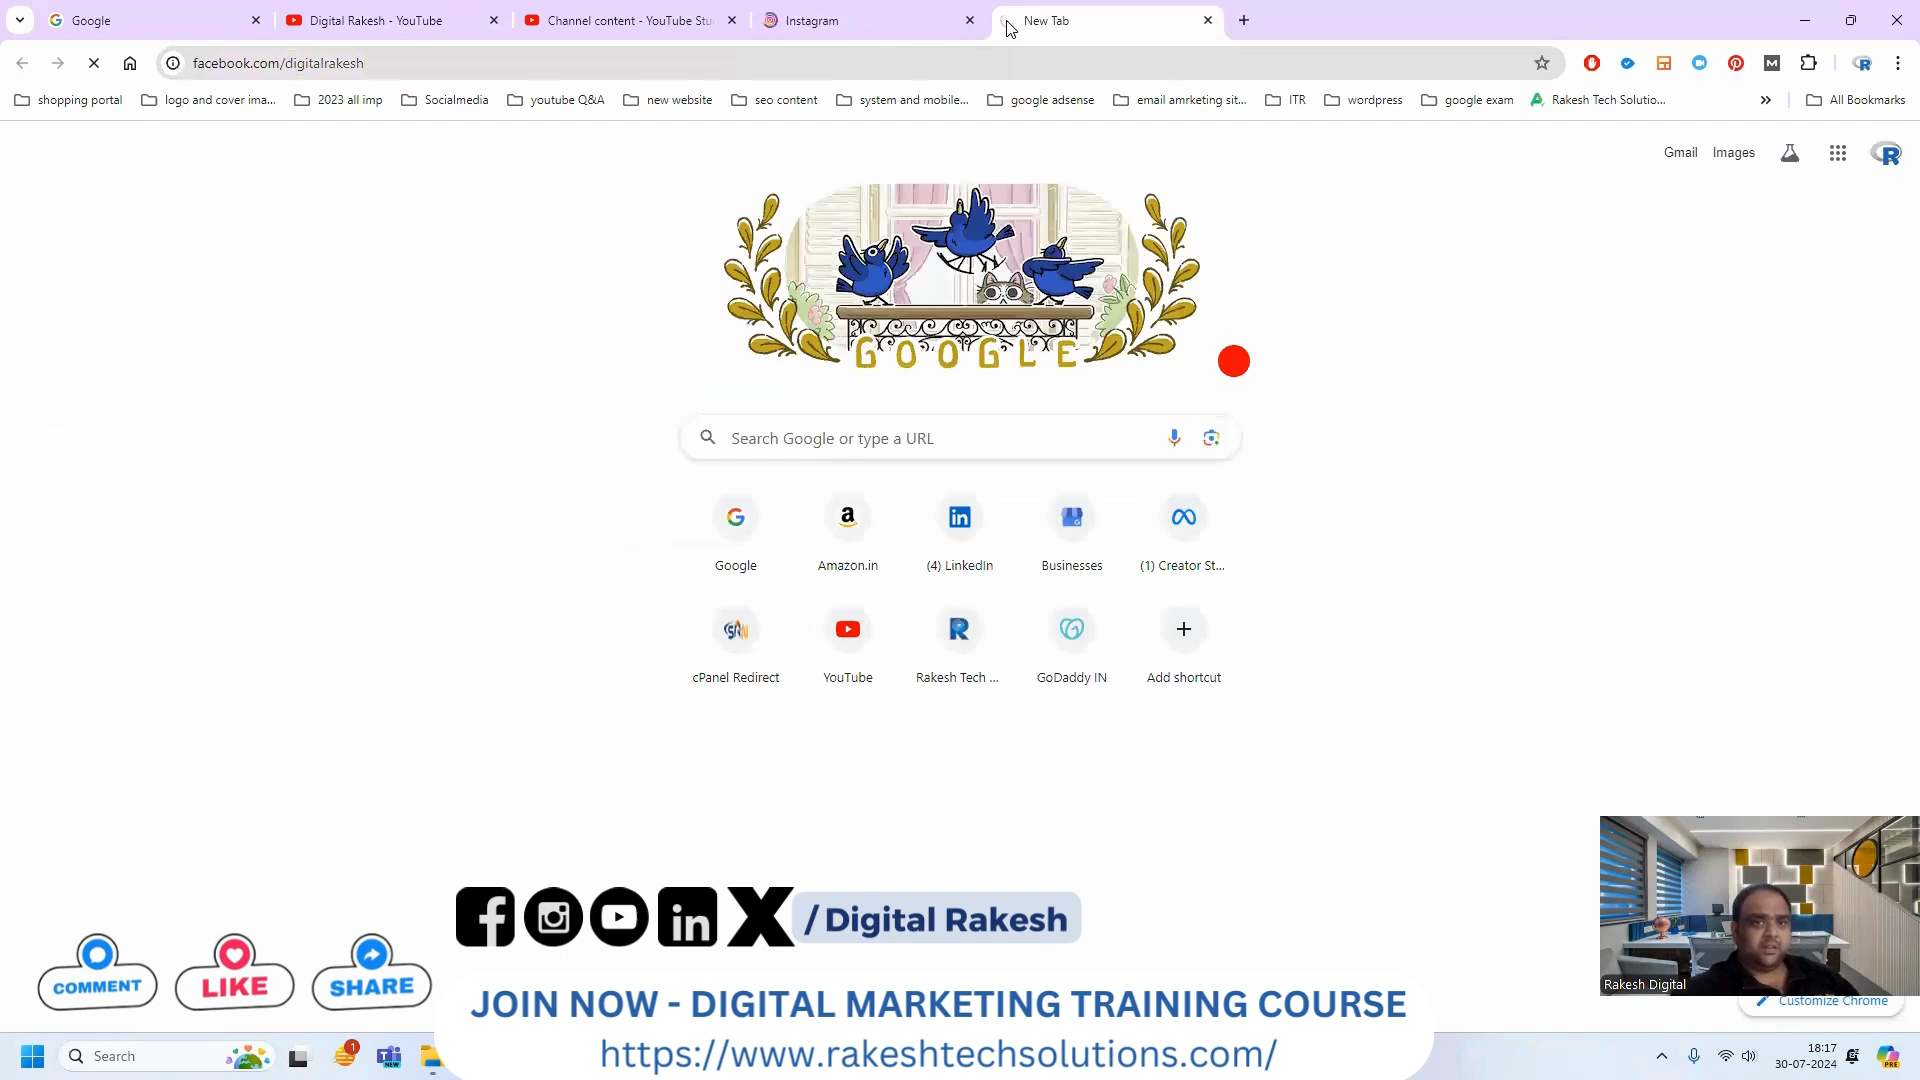 Google
Digital Rakesh - YouTube
Channel content - YouTube Stu
Instagram
New Tab
facebook.com/digitalrakesh
shopping portal
logo and cover ima...
2023 all imp
Socialmedia
youtube Q&A
new website
seo content
system and mobile...
google adsense
email amrketing sit...
ITR
wordpress
google exam
Rakesh Tech Solutio...
All Bookmarks
Gmail
Images
GOOGLE
Search Google or type a URL
Google
Amazon.in
(4) LinkedIn
Businesses
(1) Creator St...
cPanel Redirect
YouTube
Rakesh Tech ...
GoDaddy IN
Add shortcut
/ Digital Rakesh
COMMENT
LIKE
SHARE
Rakesh Digital
Customize Chrome
JOIN NOW - DIGITAL MARKETING TRAINING COURSE
https://www.rakeshtechsolutions.com/
Search
1
NEW
18:17
30-07-2024
PRE